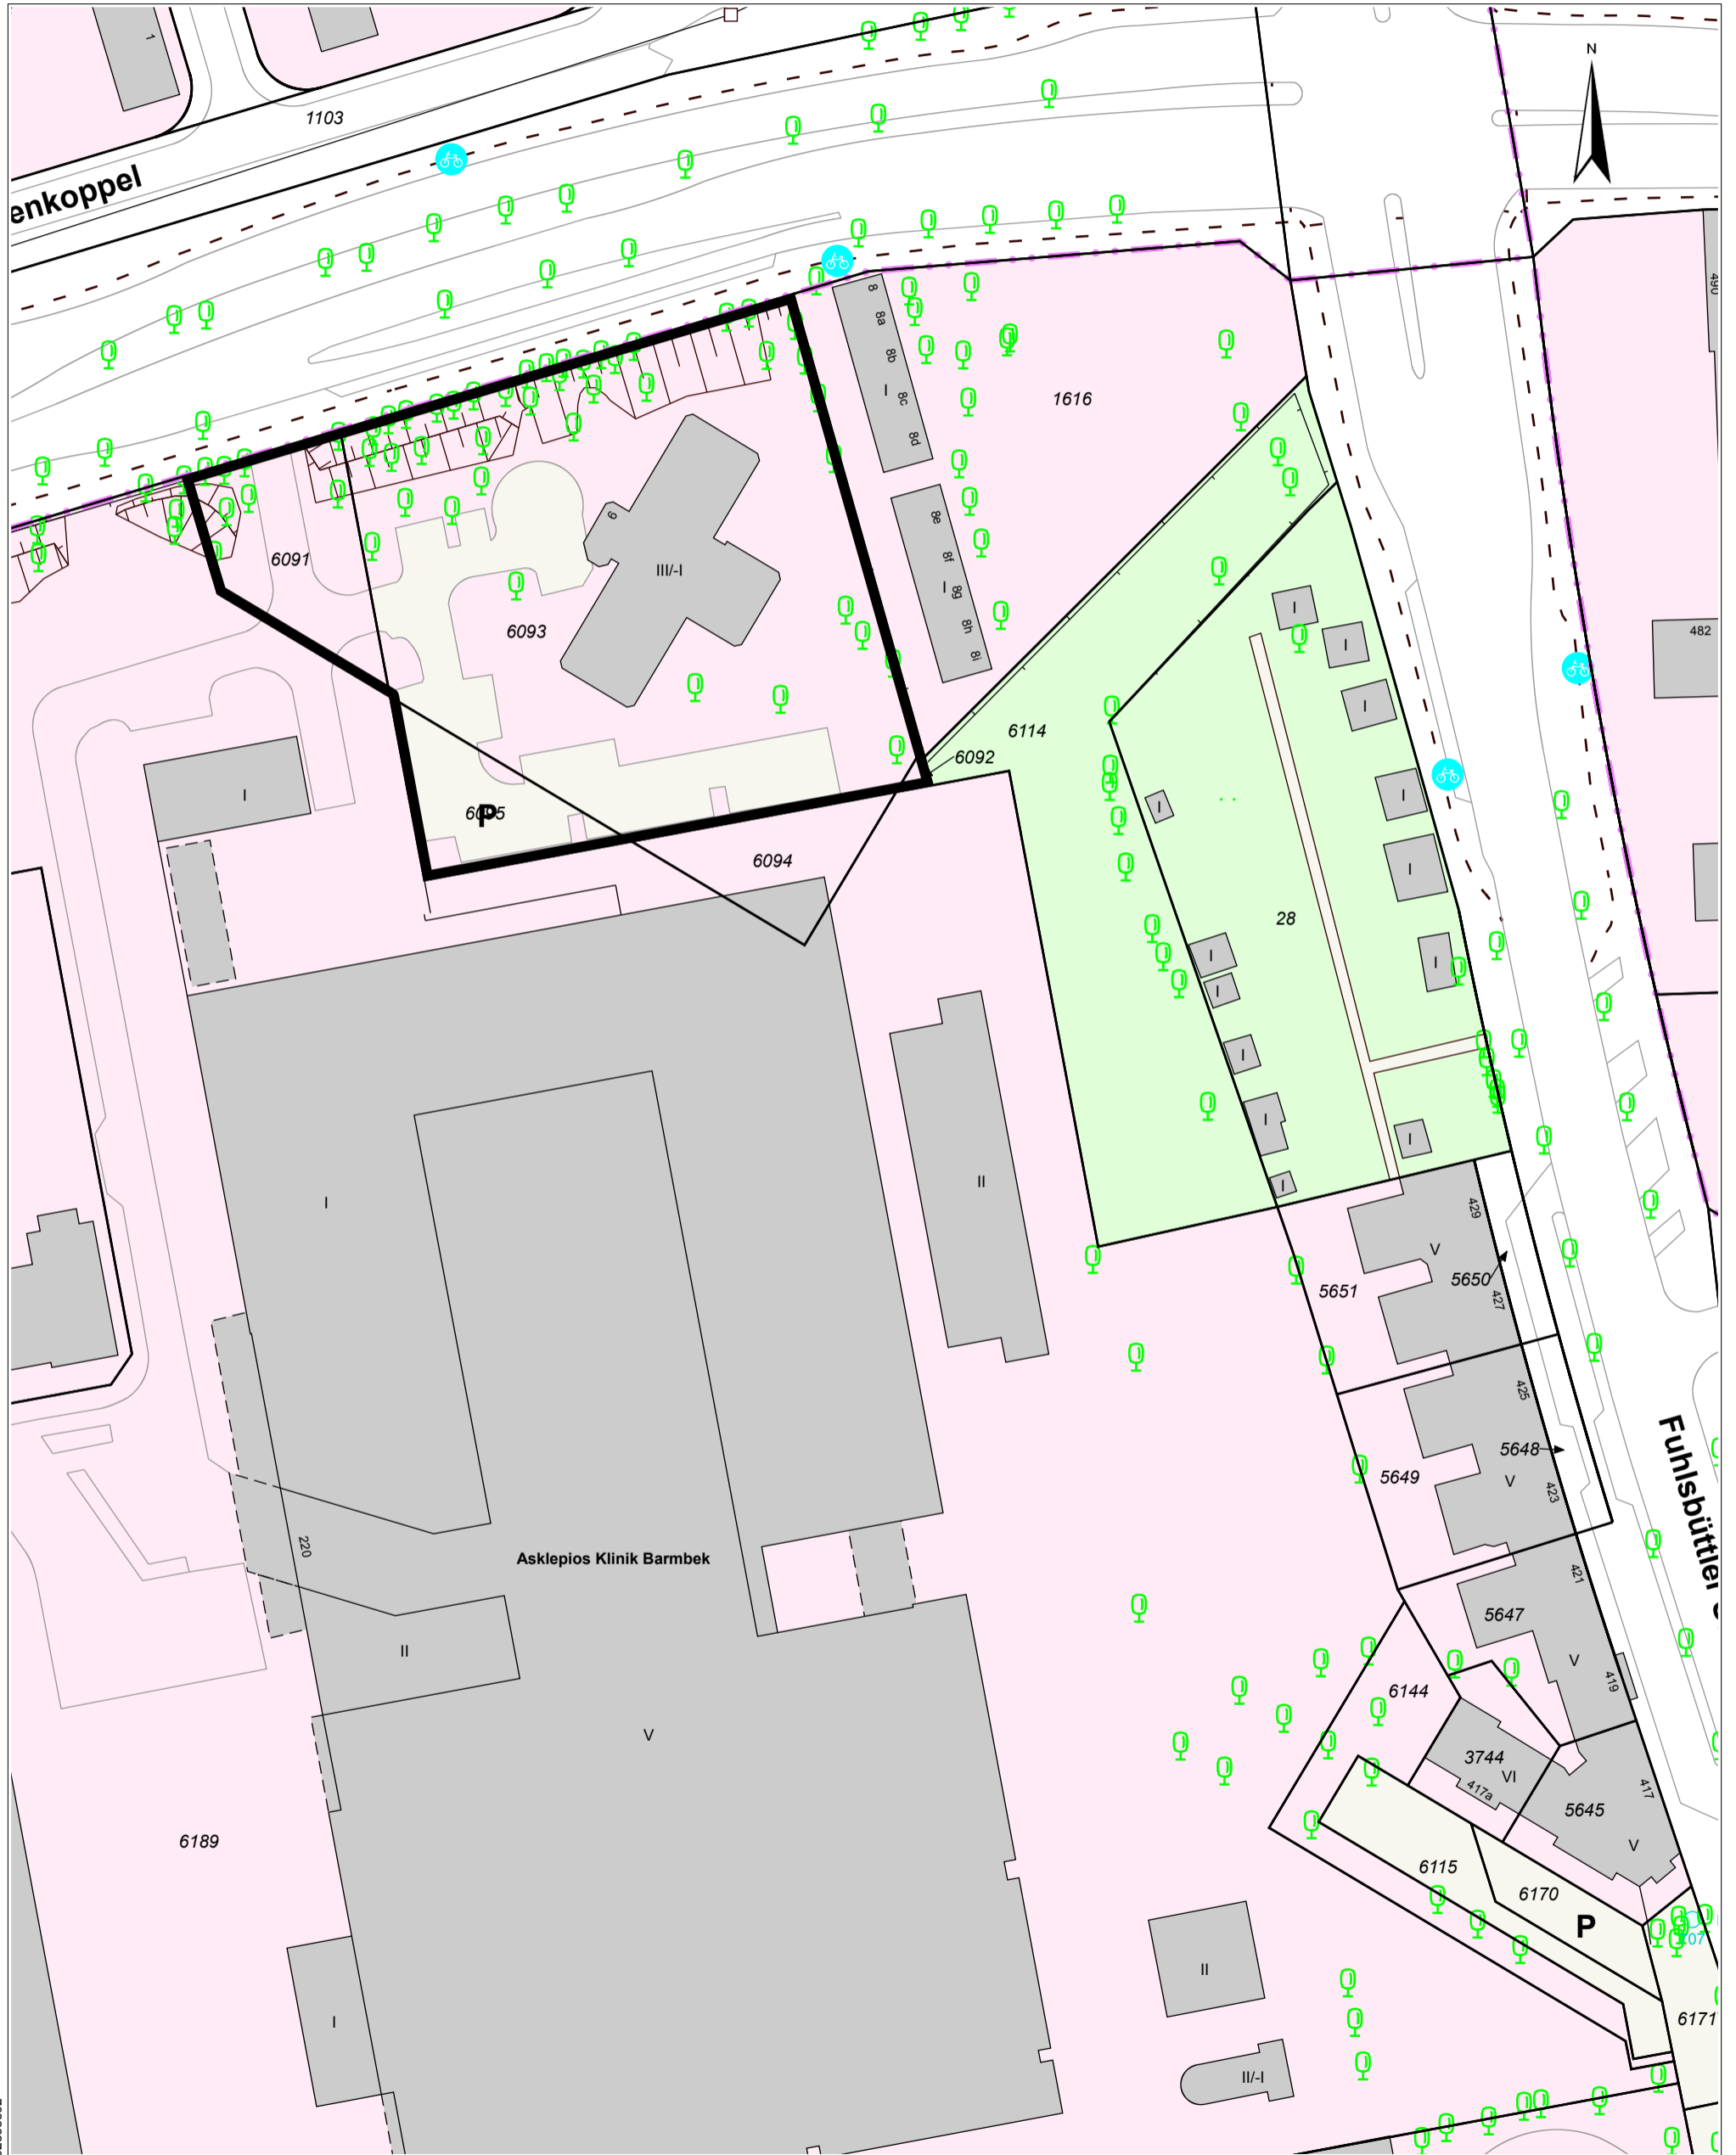 1
N
1103
enkoppel
490
8
8a
8b
I
8c
8d
1616
6
6091
III/-I
8e
8f
I
8g
8h
8i
6093
I
I
482
I
6114
6092
I
I
I
6095
P
6094
I
28
I
I
I
I
I
I
I
II
I
429
V
5650
5651
427
425
5648
5649
V
423
220
Asklepios Klinik Barmbek
Fuhlsbüttler
421
5647
II
V
419
6144
V
3744
VI
417a
417
5645
V
6189
6115
6170
P
II
I
6171
II/-I